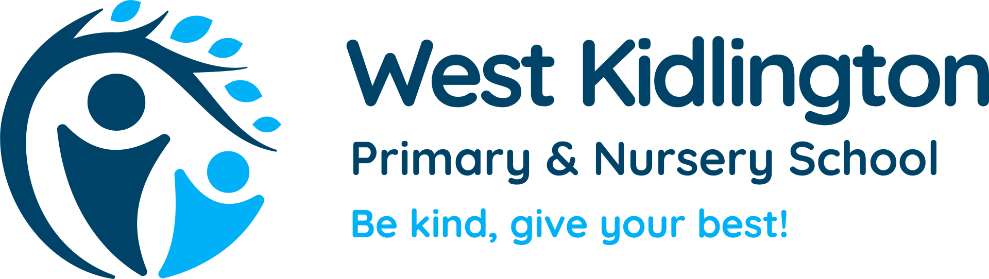 West Kidlington
Primary & Nursery School
Be kind, give your best!